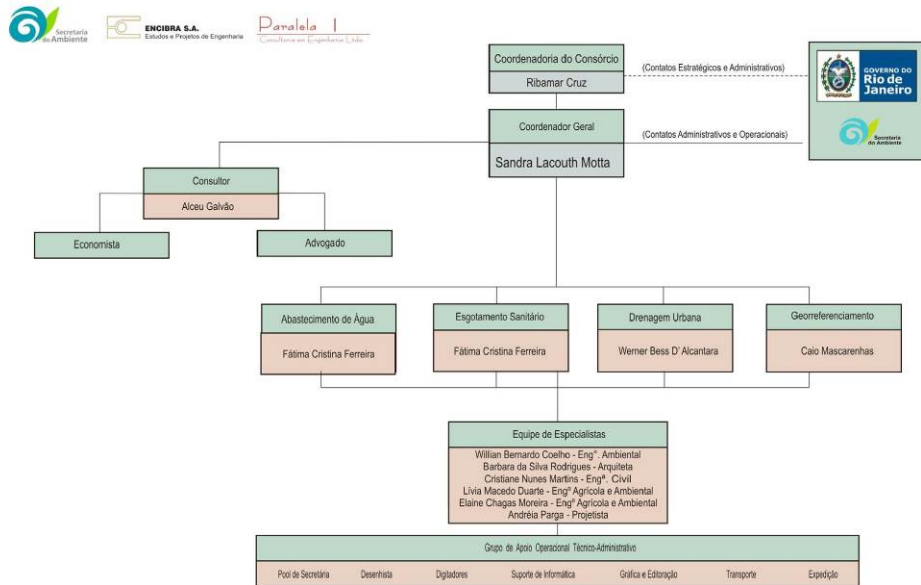 Secretaria
do Ambiente
ENCIBRA S.A.
Estudos e Projetos de Engenharia
Paralela I
Consultoria em Engenharia Ltda
Coordenadoria do Consórcio
Ribamar Cruz
(Contatos Estratégicos e Administrativos)
GOVERNO DO
Rio de
Janeiro
Coordenador Geral
Sandra Lacouth Motta
(Contatos Administrativos e Operacionais)
Secretaria
do Ambiente
Consultor
Alceu Galvão
Economista
Advogado
Abastecimento de Água
Fátima Cristina Ferreira
Esgotamento Sanitário
Fátima Cristina Ferreira
Drenagem Urbana
Werner Bess D' Alcantara
Georreferenciamento
Caio Mascarenhas
Equipe de Especialistas
Willian Bernardo Coelho - Eng°. Ambiental
Barbara da Silva Rodrigues - Arquiteta
Cristiane Nunes Martins - Engª. Civil
Lívia Macedo Duarte - Engº Agrícola e Ambiental
Elaine Chagas Moreira - Engº Agrícola e Ambiental
Andréia Parga - Projetista
Grupo de Apoio Operacional Técnico-Administrativo
Pool de Secretária Desenhista Digitadores Suporte de Informática Gráfica e Editoração Transporte Expedição